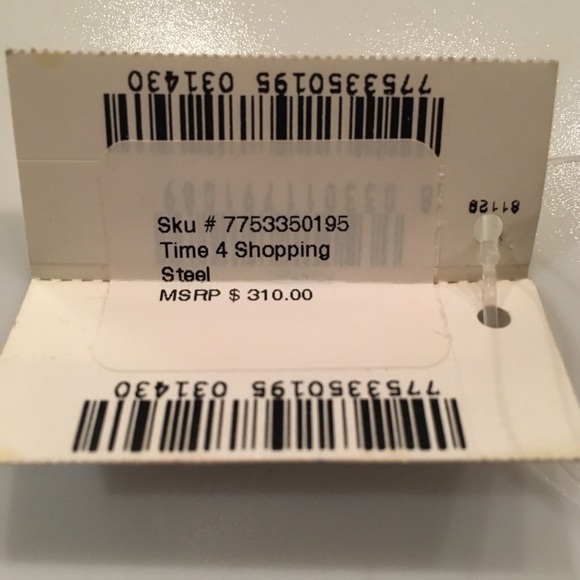 7753350195 031430
81128
Sku # 7753350195
Time 4 Shopping
Steel
MSRP $ 310.00
7753350195 031430